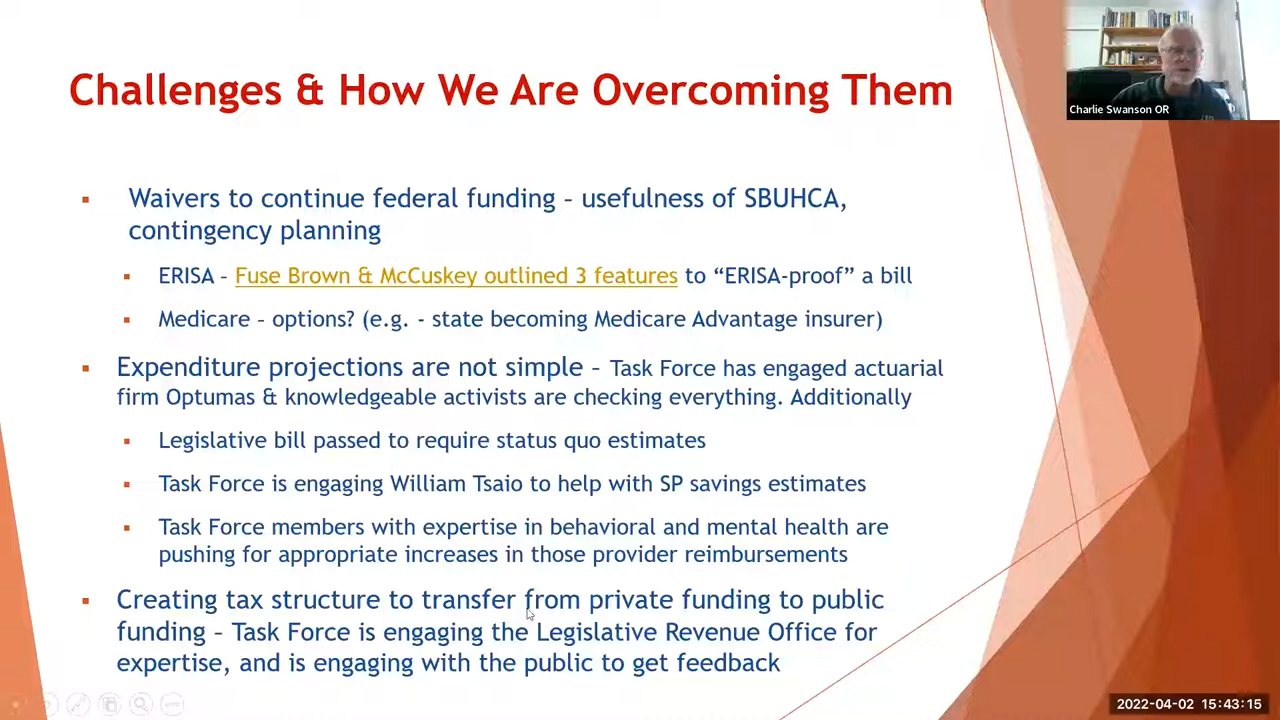 Challenges & How We Are Overcoming Them
Charlie Swanson OR
Waivers to continue federal funding – usefulness of SBUHCA,
contingency planning
ERISA – Fuse Brown & McCuskey outlined 3 features to “ERISA-proof” a bill
Medicare – options? (e.g. - state becoming Medicare Advantage insurer)
Expenditure projections are not simple – Task Force has engaged actuarial
firm Optumas & knowledgeable activists are checking everything. Additionally
Legislative bill passed to require status quo estimates
Task Force is engaging William Tsaio to help with SP savings estimates
Task Force members with expertise in behavioral and mental health are
pushing for appropriate increases in those provider reimbursements
Creating tax structure to transfer from private funding to public
funding – Task Force is engaging the Legislative Revenue Office for
expertise, and is engaging with the public to get feedback
2022-04-02 15:43:15